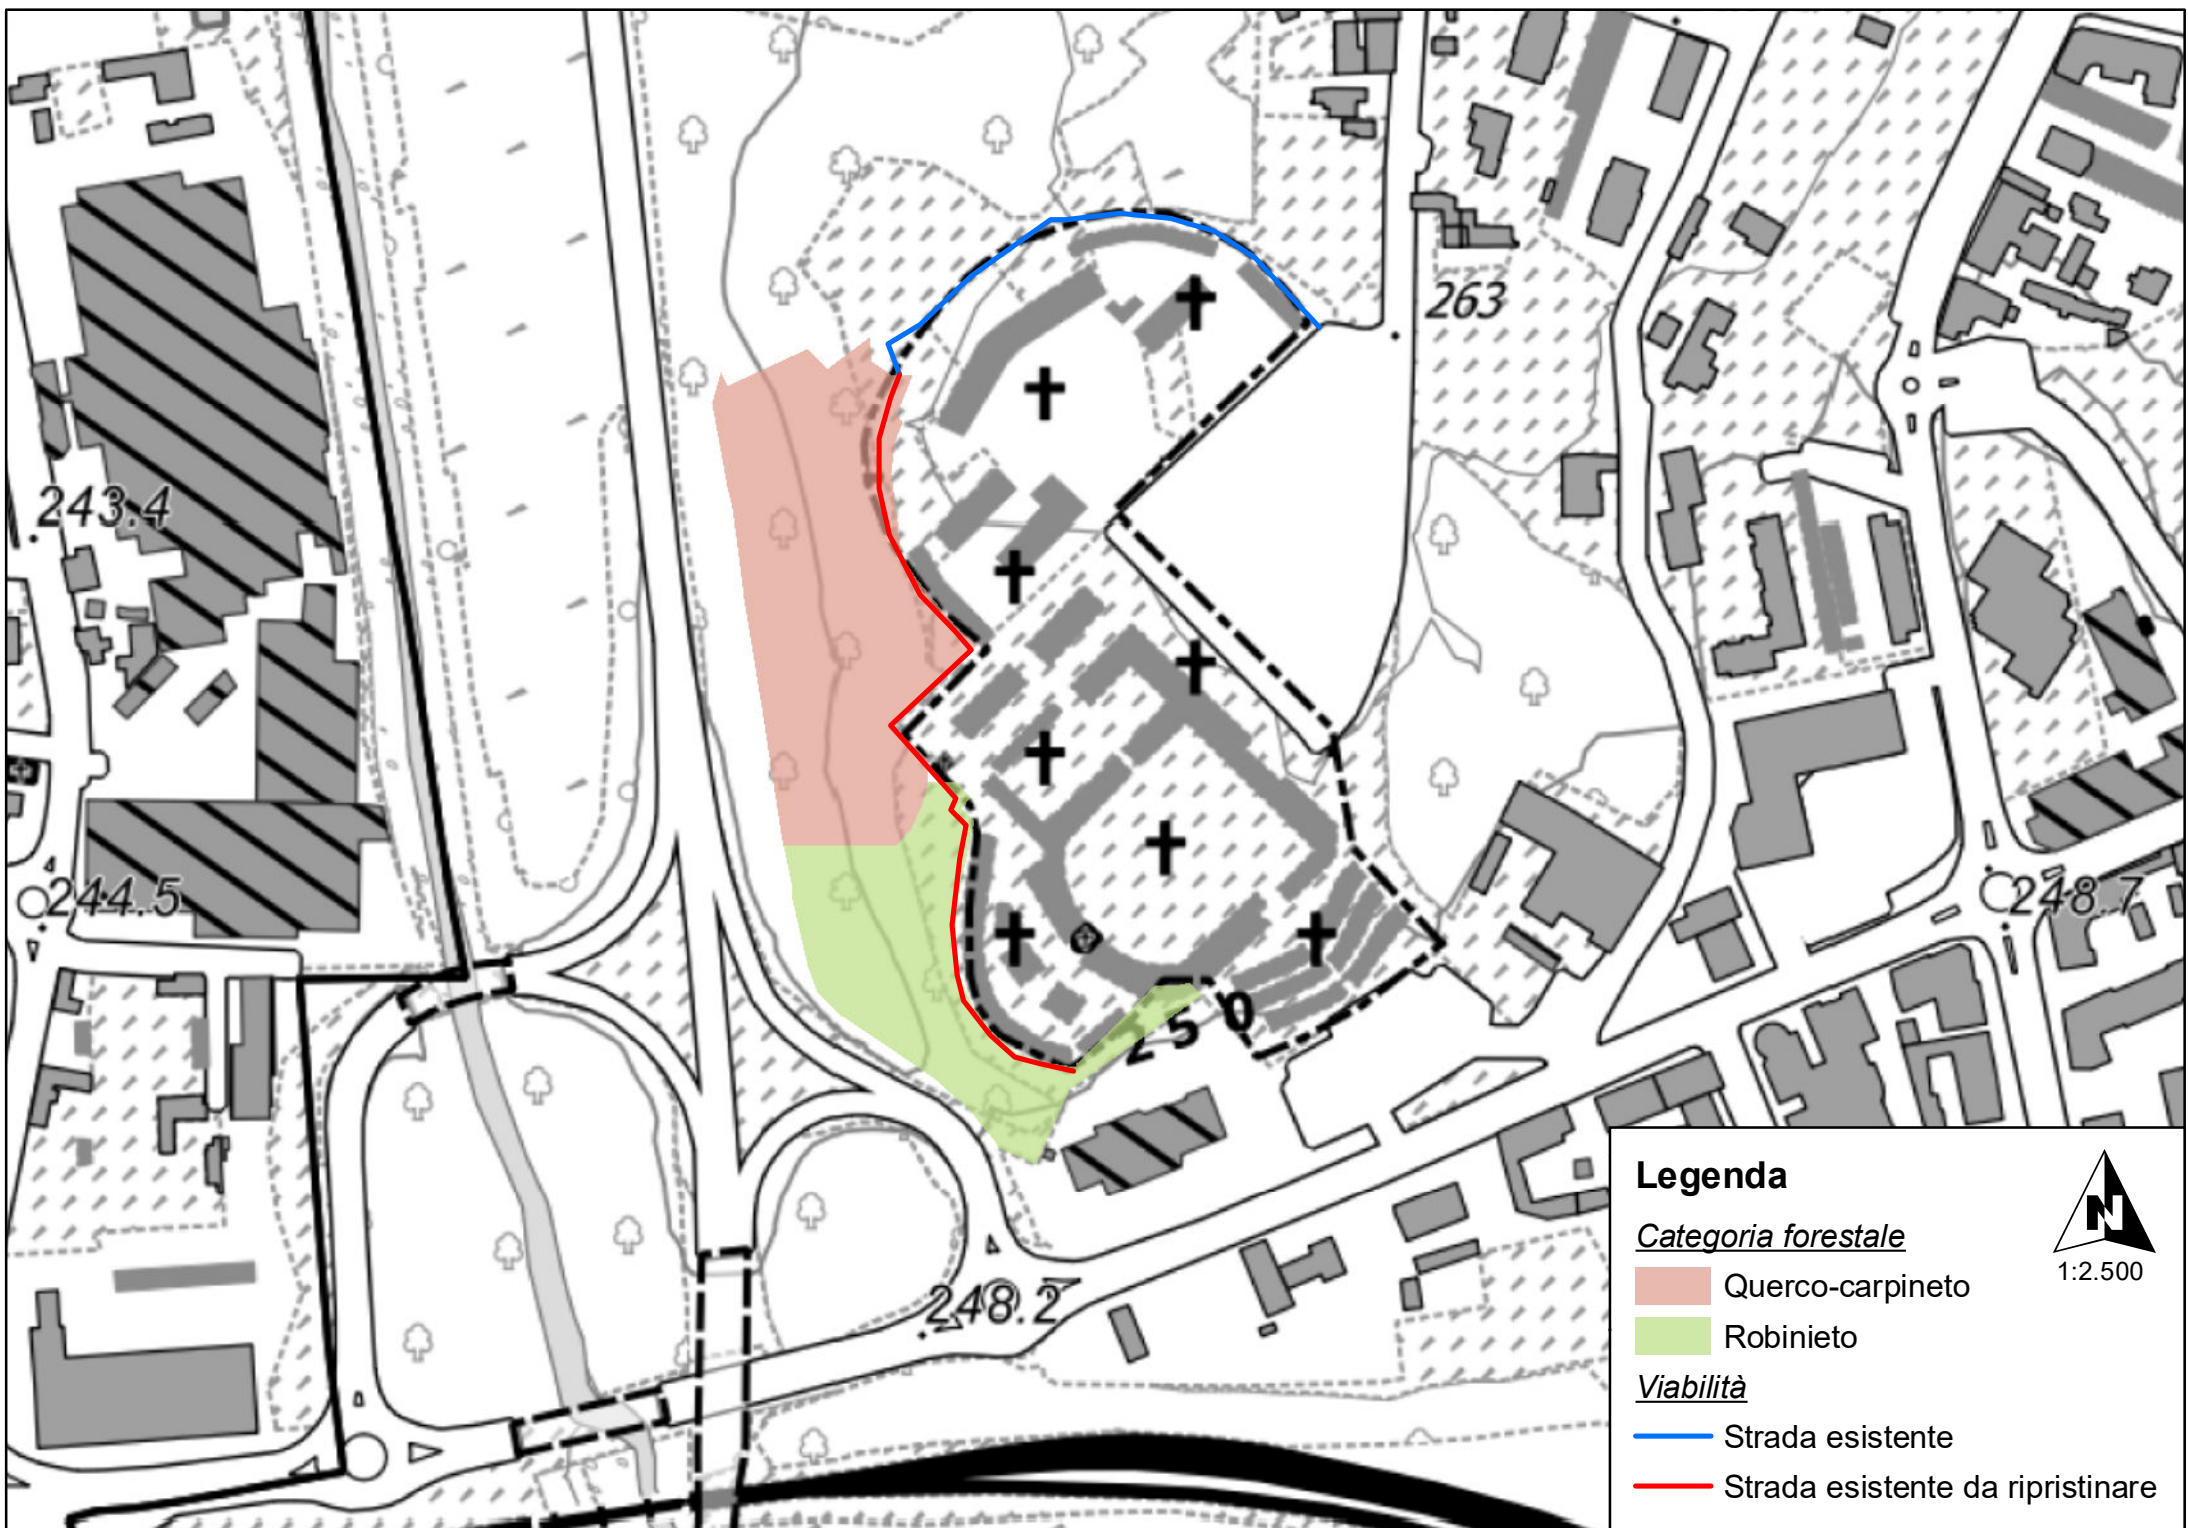 263
243.4
244.5
248.7
250
248.2
Legenda
N
1:2.500
Categoria forestale
Querco-carpineto
Robinieto
Viabilità
Strada esistente
Strada esistente da ripristinare